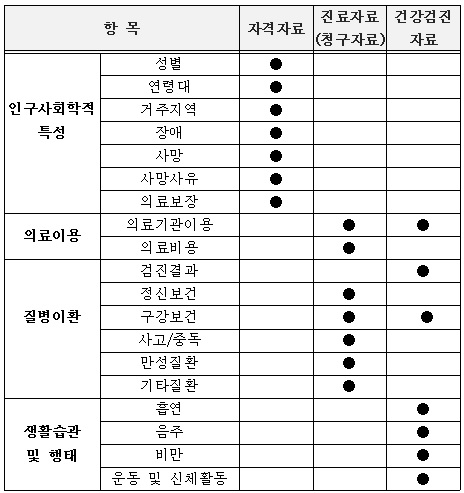 항 목 자격자료 진료자료 (청구자료) 건강검진 자료
인구사회학적 특성
성별 ●
연령대 ●
거주지역 ●
장애 ●
사망 ●
사망사유 ●
의료보장 ●
의료이용
의료기관이용 ● ●
의료비용 ●
질병이환
검진결과 ●
정신보건 ●
구강보건 ● ●
사고/중독 ●
만성질환 ●
기타질환 ●
생활습관 및 행태
흡연 ●
음주 ●
비만 ●
운동 및 신체활동 ●